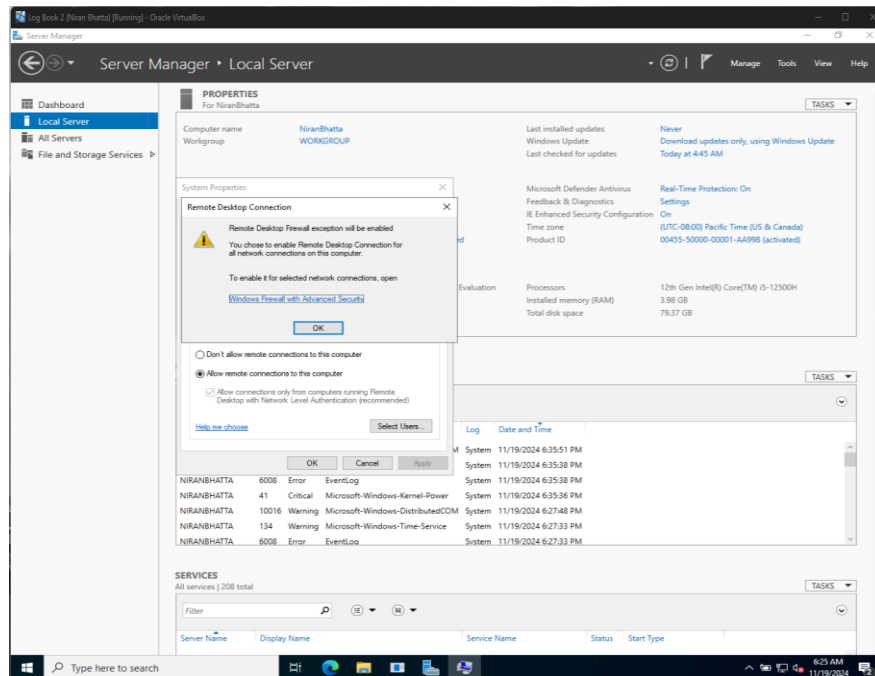 Log Book 2 (Niran Bhatta) [Running] - Oracle VirtualBox
Server Manager
Server Manager • Local Server
Manage Tools View Help
Dashboard
Local Server
All Servers
File and Storage Services
PROPERTIES
For NiranBhatta
TASKS
Computer name NiranBhatta
Workgroup WORKGROUP
Last installed updates Never
Windows Update Download updates only, using Windows Update
Last checked for updates Today at 4:45 AM
Microsoft Defender Antivirus Real-Time Protection: On
Feedback & Diagnostics Settings
IE Enhanced Security Configuration On
Time zone (UTC-08:00) Pacific Time (US & Canada)
Product ID 00455-50000-00001-AA998 (activated)
Evaluation
Processors 12th Gen Intel(R) Core(TM) i5-12500H
Installed memory (RAM) 3.98 GB
Total disk space 79.37 GB
System Properties
Remote Desktop Connection
Remote Desktop Firewall exception will be enabled
You chose to enable Remote Desktop Connection for
all network connections on this computer.
To enable it for selected network connections, open
Windows Firewall with Advanced Security
OK
Don't allow remote connections to this computer
Allow remote connections to this computer
Allow connections only from computers running Remote
Desktop with Network Level Authentication (recommended)
Help me choose
Select Users...
OK Cancel Apply
TASKS
Log Date and Time
M System 11/19/2024 6:35:51 PM
System 11/19/2024 6:35:38 PM
NIRANBHATTA 6008 Error EventLog System 11/19/2024 6:35:38 PM
NIRANBHATTA 41 Critical Microsoft-Windows-Kernel-Power System 11/19/2024 6:35:36 PM
NIRANBHATTA 10016 Warning Microsoft-Windows-DistributedCOM System 11/19/2024 6:27:48 PM
NIRANBHATTA 134 Warning Microsoft-Windows-Time-Service System 11/19/2024 6:27:33 PM
NIRANBHATTA 6008 Error EventLog System 11/19/2024 6:27:33 PM
SERVICES
All services | 208 total
TASKS
Filter
Server Name Display Name Service Name Status Start Type
Type here to search
6:25 AM
11/19/2024